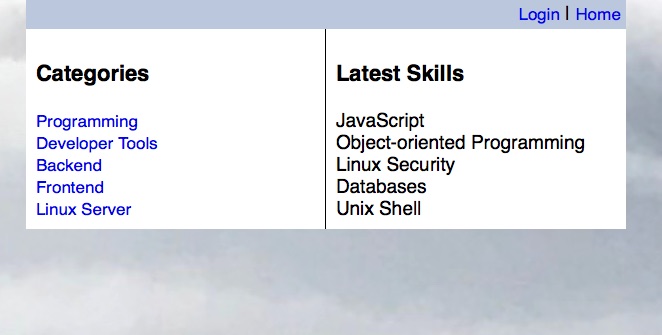 Login | Home
Categories
Programming
Developer Tools
Backend
Frontend
Linux Server
Latest Skills
JavaScript
Object-oriented Programming
Linux Security
Databases
Unix Shell